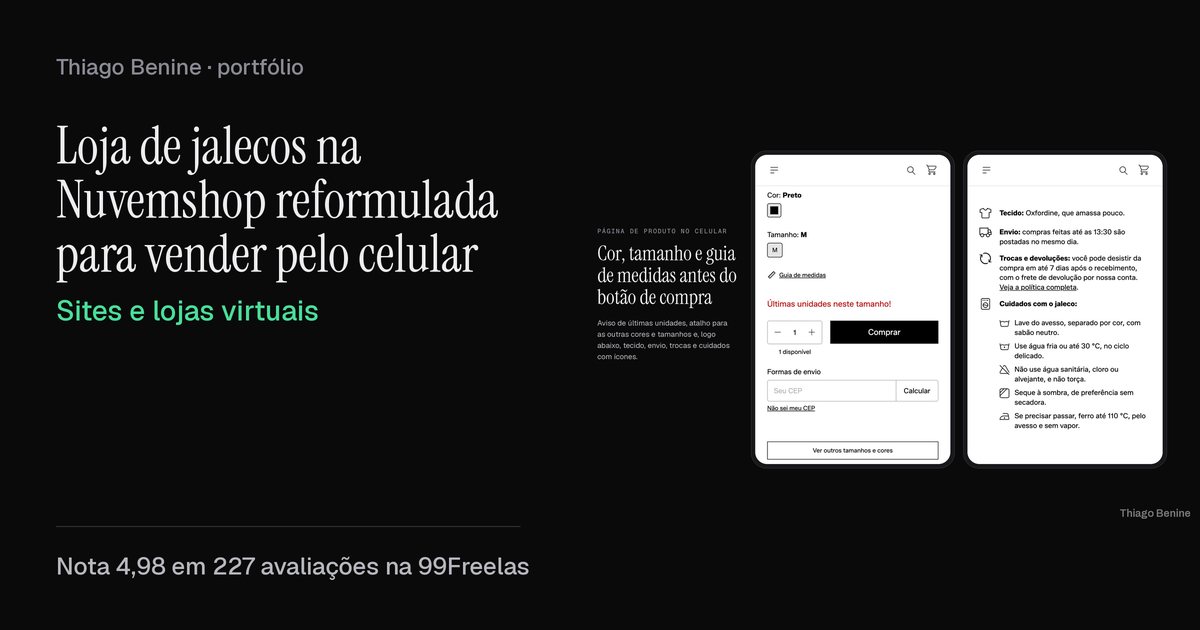 Thiago Benine · portfólio
Loja de jalecos na
Nuvemshop reformulada
para vender pelo celular
Sites e lojas virtuais
Nota 4,98 em 227 avaliações na 99Freelas
PÁGINA DE PRODUTO NO CELULAR
Cor, tamanho e guia
de medidas antes do
botão de compra
Aviso de últimas unidades, atalho para
as outras cores e tamanhos e, logo
abaixo, tecido, envio, trocas e cuidados
com ícones.
Cor: Preto
Tamanho: M
M
Guia de medidas
Últimas unidades neste tamanho!
− 1 +
Comprar
1 disponível
Formas de envio
Seu CEP
Calcular
Não sei meu CEP
Ver outros tamanhos e cores
Tecido: Oxfordine, que amassa pouco.
Envio: compras feitas até as 13:30 são
postadas no mesmo dia.
Trocas e devoluções: você pode desistir da
compra em até 7 dias após o recebimento,
com o frete de devolução por nossa conta.
Veja a política completa.
Cuidados com o jaleco:
Lave do avesso, separado por cor, com
sabão neutro.
Use água fria ou até 30 °C, no ciclo
delicado.
Não use água sanitária, cloro ou
alvejante, e não torça.
Seque à sombra, de preferência sem
secadora.
Se precisar passar, ferro até 110 °C, pelo
avesso e sem vapor.
Thiago Benine